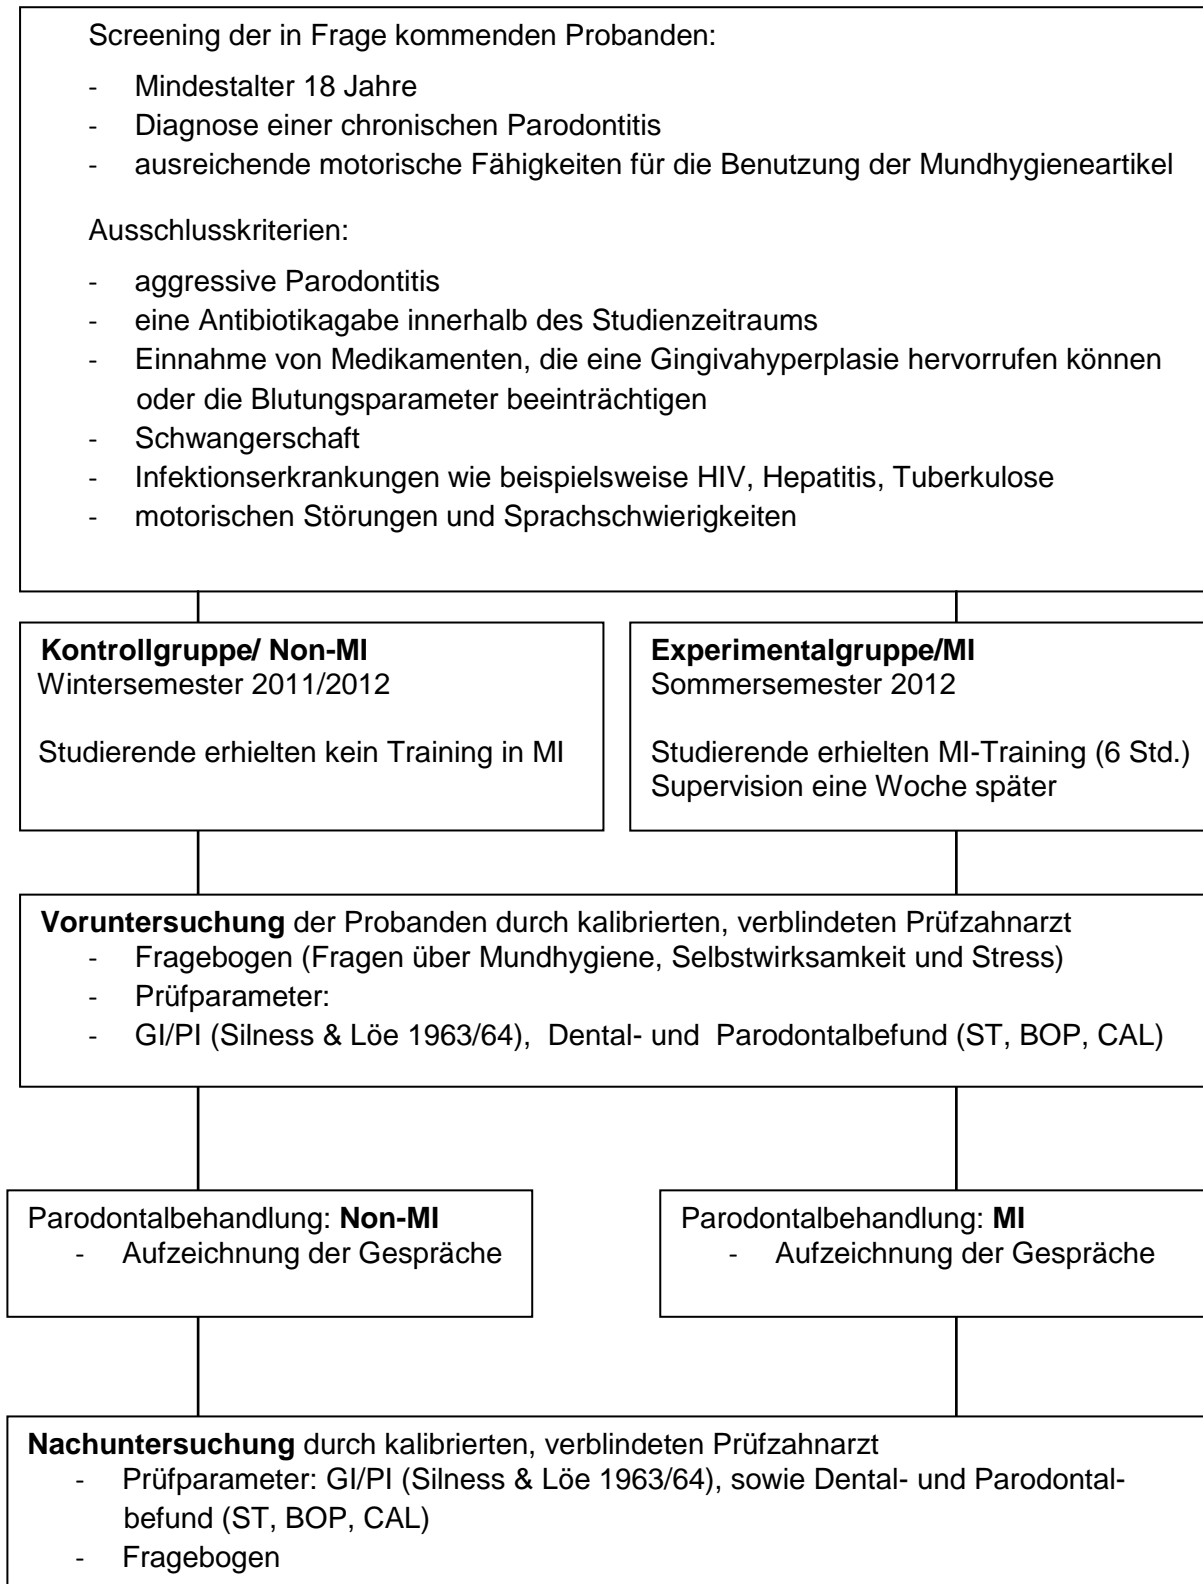 Screening der in Frage kommenden Probanden:
- Mindestalter 18 Jahre
- Diagnose einer chronischen Parodontitis
- ausreichende motorische Fähigkeiten für die Benutzung der Mundhygieneartikel
Ausschlusskriterien:
- aggressive Parodontitis
- eine Antibiotikagabe innerhalb des Studienzeitraums
- Einnahme von Medikamenten, die eine Gingivahyperplasie hervorrufen können
oder die Blutungsparameter beeinträchtigen
- Schwangerschaft
- Infektionserkrankungen wie beispielsweise HIV, Hepatitis, Tuberkulose
- motorischen Störungen und Sprachschwierigkeiten
Kontrollgruppe/ Non-MI
Wintersemester 2011/2012
Studierende erhielten kein Training in MI
Experimentalgruppe/MI
Sommersemester 2012
Studierende erhielten MI-Training (6 Std.)
Supervision eine Woche später
Voruntersuchung der Probanden durch kalibrierten, verblindeten Prüfzahnarzt
- Fragebogen (Fragen über Mundhygiene, Selbstwirksamkeit und Stress)
- Prüfparameter:
- GI/PI (Silness & Löe 1963/64), Dental- und Parodontalbefund (ST, BOP, CAL)
Parodontalbehandlung: Non-MI
- Aufzeichnung der Gespräche
Parodontalbehandlung: MI
- Aufzeichnung der Gespräche
Nachuntersuchung durch kalibrierten, verblindeten Prüfzahnarzt
- Prüfparameter: GI/PI (Silness & Löe 1963/64), sowie Dental- und Parodontal-
befund (ST, BOP, CAL)
- Fragebogen